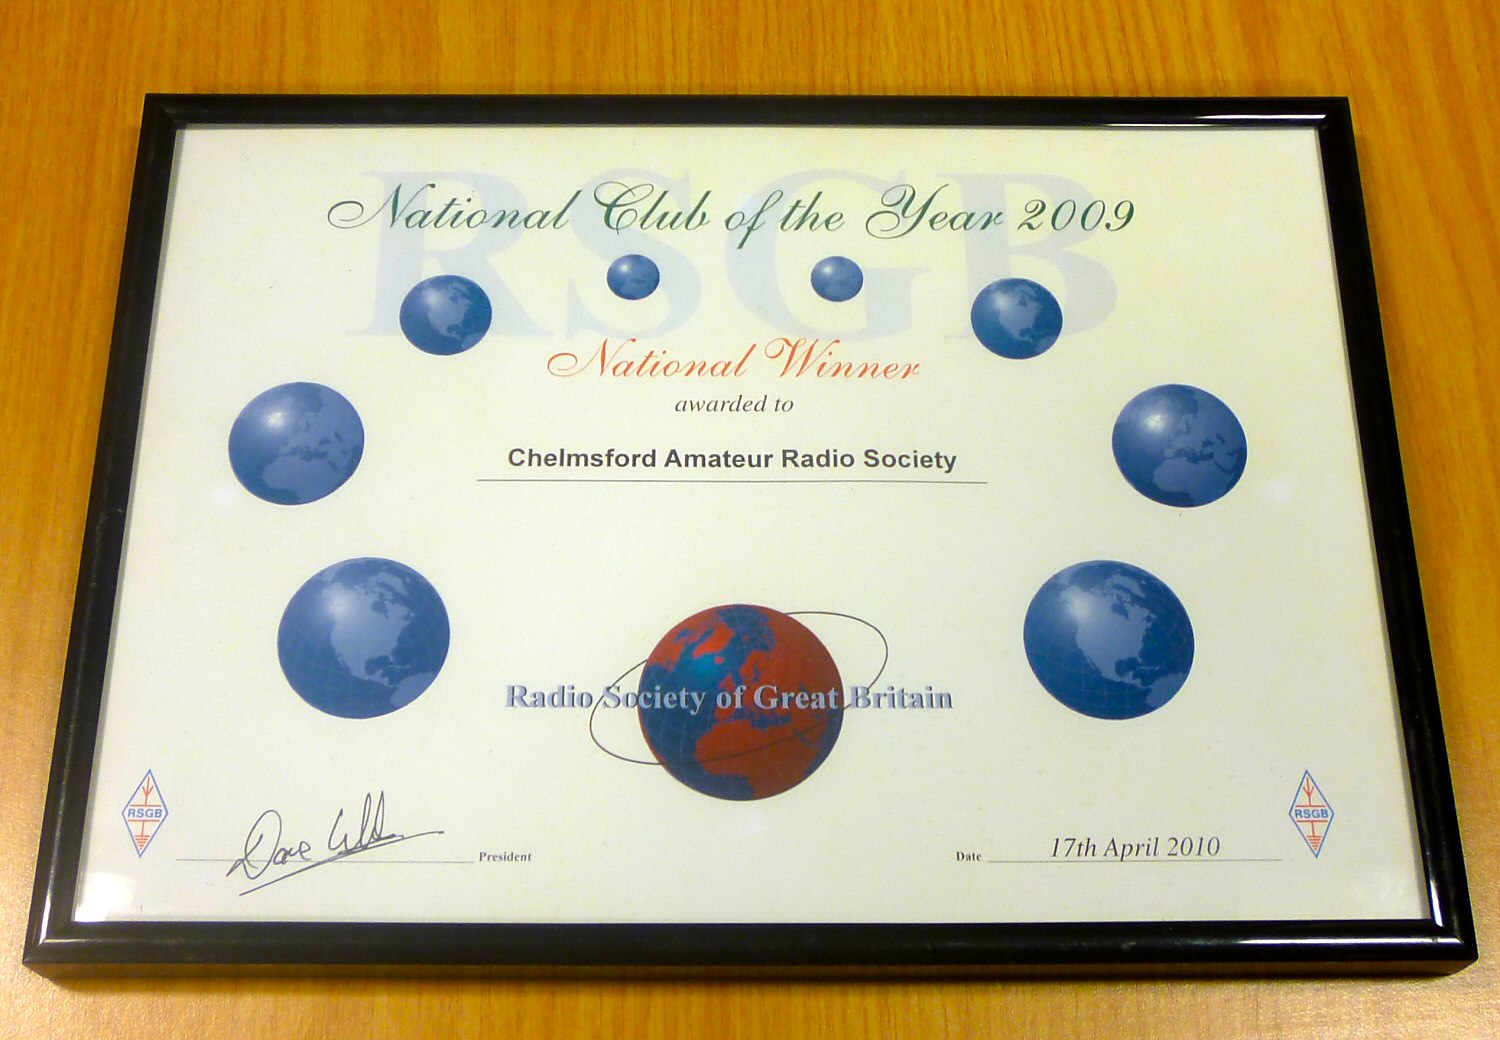 RSGB
National Club of the Year 2009
National Winner
awarded to
Chelmsford Amateur Radio Society
Radio Society of Great Britain
RSGB
RSGB
Dave
President
Date 17th April 2010